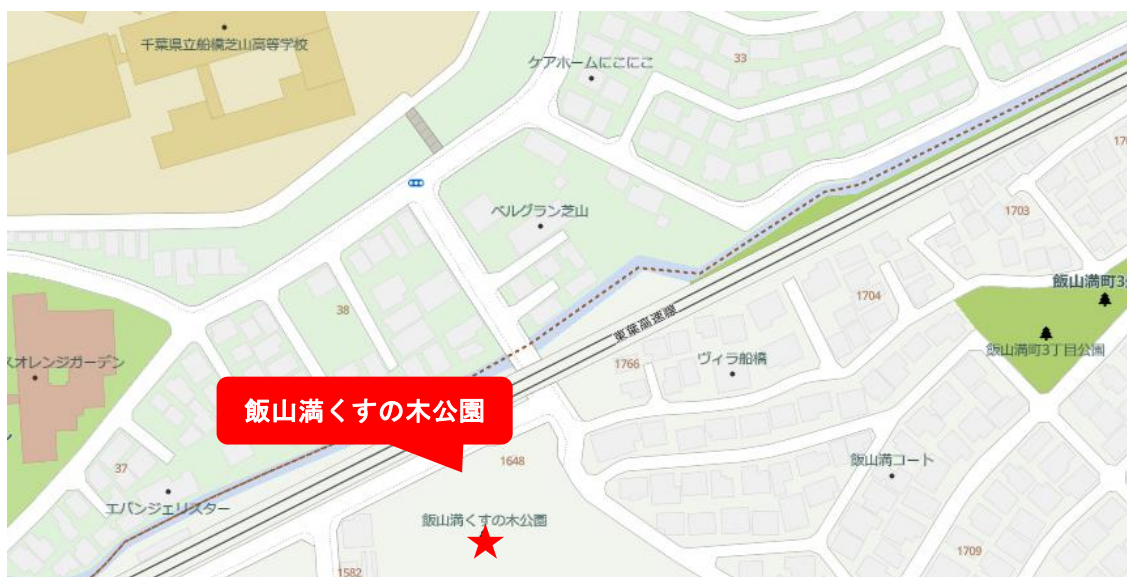 千葉県立船橋芝山高等学校
ケアホームにこにこ
33
ベルグラン芝山
1703
飯山満町3
1704
38
東葉高速線
飯山満町3丁目公園
スオレンジガーデン
1766
ヴィラ船橋
飯山満くすの木公園
37
1648
飯山満コート
エバンジェリスター
飯山満くすの木公園
1582
1709